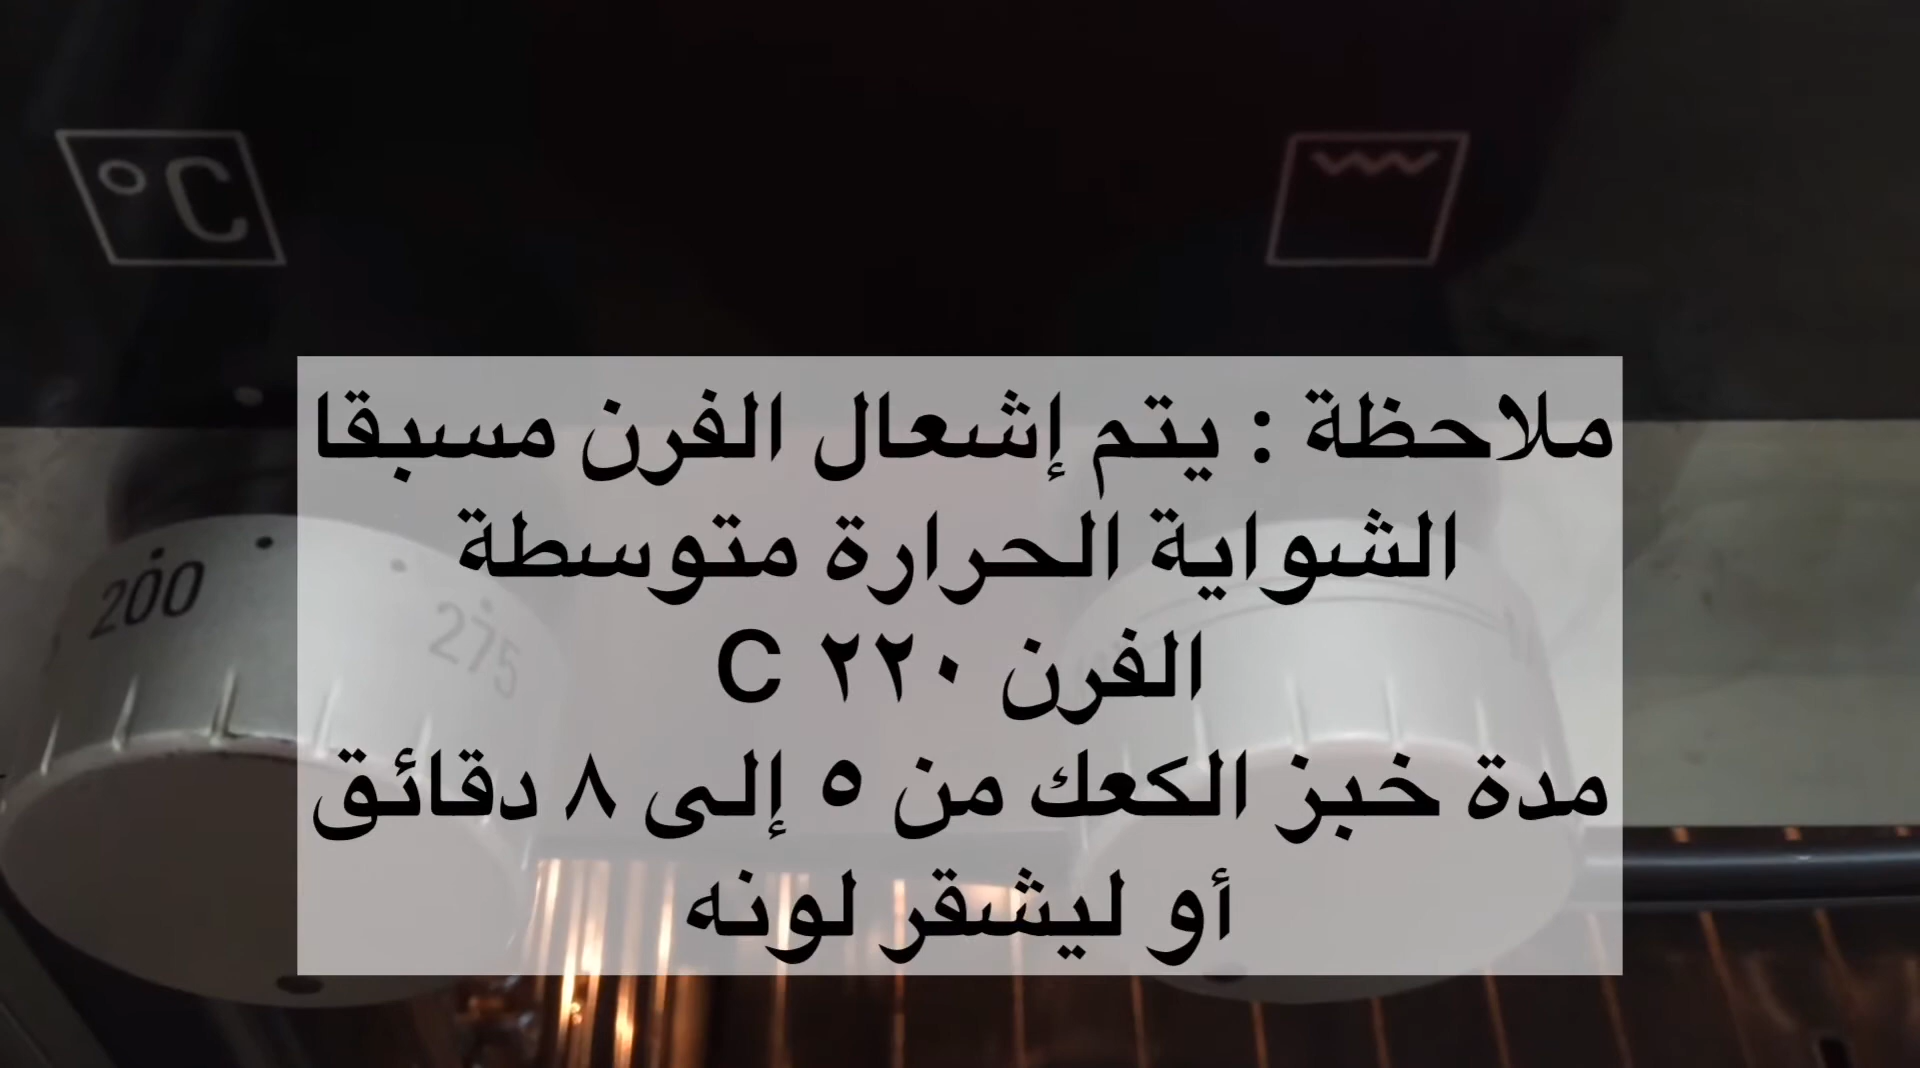 °C
ملاحظة : يتم إشعال الفرن مسبقا
الشواية الحرارة متوسطة
الفرن ٢٢٠ C
مدة خبز الكعك من ٥ إلى ٨ دقائق
أو ليشقر لونه
200
275